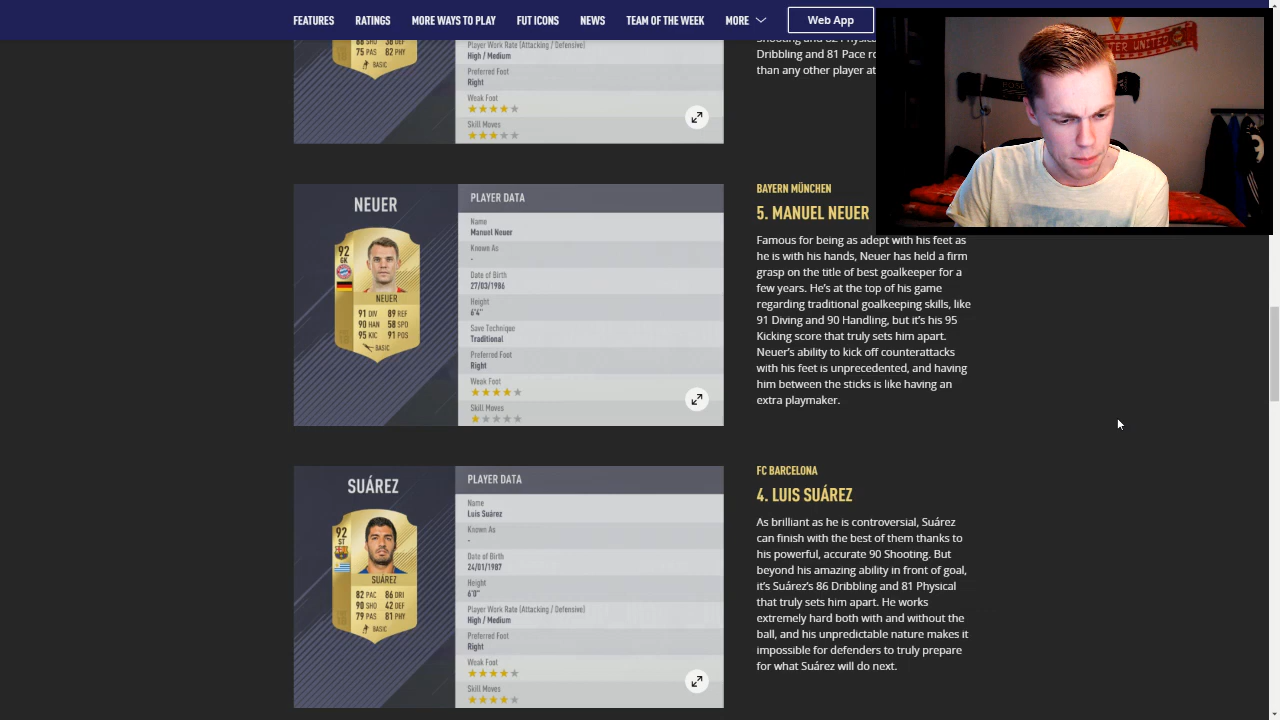 FEATURES RATINGS MORE WAYS TO PLAY FUT ICONS NEWS TEAM OF THE WEEK MORE Web App
75 PAS 82 PHY
BASIC
Player Work Rate (Attacking / Defensive)
High / Medium
Preferred Foot
Right
Weak Foot
Skill Moves
Dribbling and 81 Pace
than any other player at
NEUER
92
GK
NEUER
91 DIV 89 REF
90 HAN 58 SPD
95 KIC 91 POS
BASIC
PLAYER DATA
Name
Manuel Neuer
Known As
-
Date of Birth
27/03/1986
Height
6'4"
Save Technique
Traditional
Preferred Foot
Right
Weak Foot
Skill Moves
BAYERN MÜNCHEN
5. MANUEL NEUER
Famous for being as adept with his feet as
he is with his hands, Neuer has held a firm
grasp on the title of best goalkeeper for a
few years. He's at the top of his game
regarding traditional goalkeeping skills, like
91 Diving and 90 Handling, but it's his 95
Kicking score that truly sets him apart.
Neuer's ability to kick off counterattacks
with his feet is unprecedented, and having
him between the sticks is like having an
extra playmaker.
SUÁREZ
92
ST
SUÁREZ
82 PAC 86 DRI
90 SHO 42 DEF
79 PAS 81 PHY
BASIC
PLAYER DATA
Name
Luis Suárez
Known As
-
Date of Birth
24/01/1987
Height
6'0"
Player Work Rate (Attacking / Defensive)
High / Medium
Preferred Foot
Right
Weak Foot
Skill Moves
FC BARCELONA
4. LUIS SUÁREZ
As brilliant as he is controversial, Suárez
can finish with the best of them thanks to
his powerful, accurate 90 Shooting. But
beyond his amazing ability in front of goal,
it's Suárez's 86 Dribbling and 81 Physical
that truly sets him apart. He works
extremely hard both with and without the
ball, and his unpredictable nature makes it
impossible for defenders to truly prepare
for what Suárez will do next.
UNITED